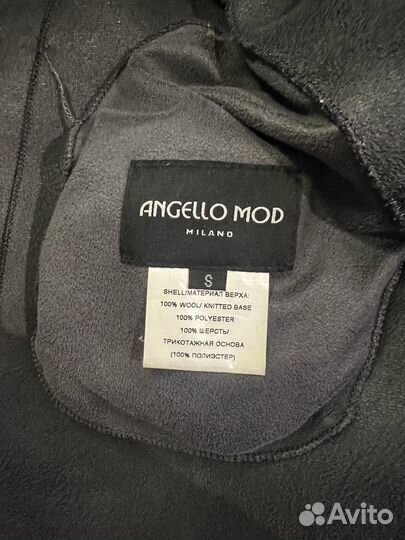 ANGELLO MOD
MILANO
S
SHELL/МАТЕРИАЛ ВЕРХА:
100% WOOL/ KNITTED BASE
100% POLYESTER
100% ШЕРСТЬ/
ТРИКОТАЖНАЯ ОСНОВА
(100% ПОЛИЭСТЕР)
Avito